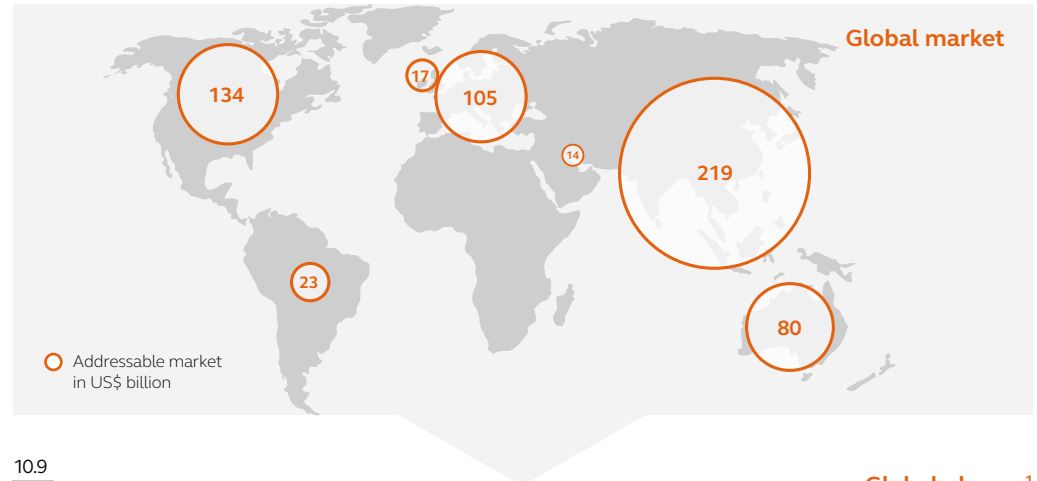 Global market
134
17
105
14
219
23
80
Addressable market
in US$ billion
10.9